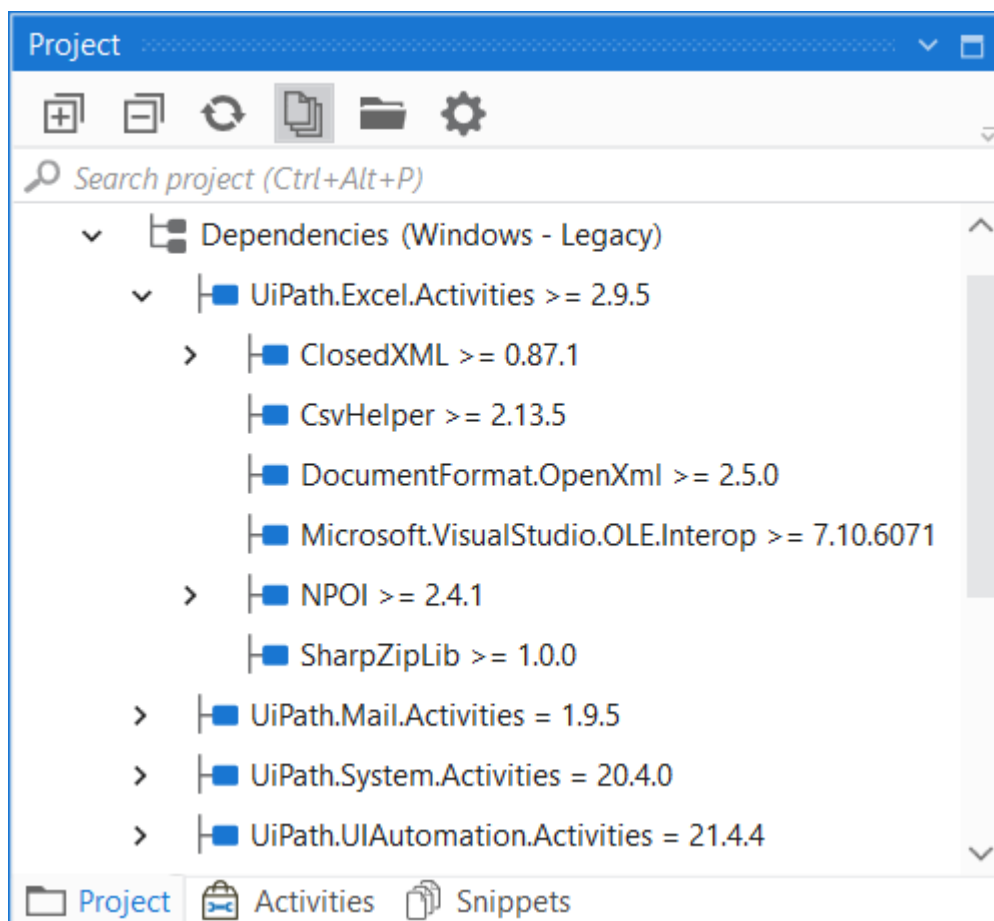 Project
Search project (Ctrl+Alt+P)
Dependencies (Windows - Legacy)
UiPath.Excel.Activities >= 2.9.5
ClosedXML >= 0.87.1
CsvHelper >= 2.13.5
DocumentFormat.OpenXml >= 2.5.0
Microsoft.VisualStudio.OLE.Interop >= 7.10.6071
NPOI >= 2.4.1
SharpZipLib >= 1.0.0
UiPath.Mail.Activities = 1.9.5
UiPath.System.Activities = 20.4.0
UiPath.UIAutomation.Activities = 21.4.4
Project Activities Snippets